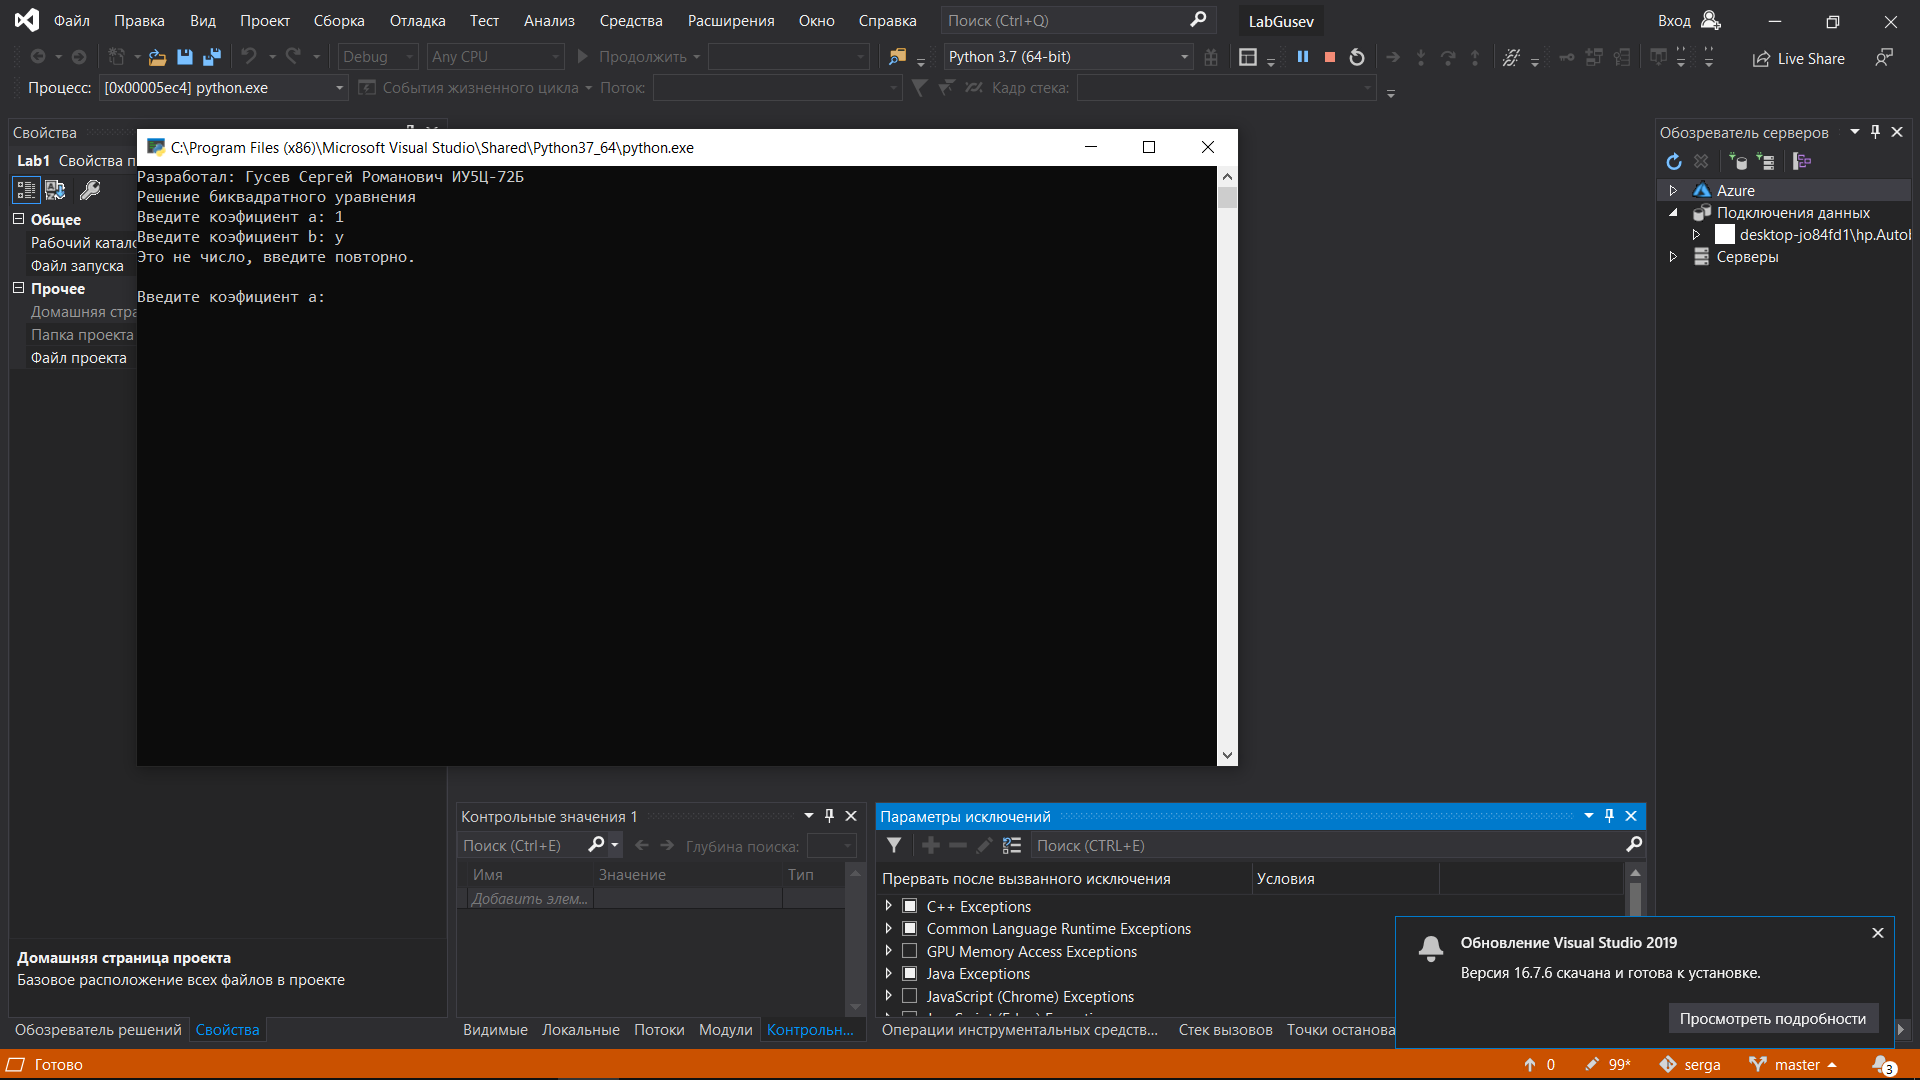 Файл Правка Вид Проект Сборка Отладка Тест Анализ Средства Расширения Окно Справка Поиск (Ctrl+Q) LabGusev Вход
Debug Any CPU Продолжить Python 3.7 (64-bit) Live Share
Процесс: [0x00005ec4] python.exe События жизненного цикла Поток: Кадр стека:
Свойства
Lab1 Свойства п
Общее
Рабочий катало
Файл запуска
Прочее
Домашняя стра
Папка проекта
Файл проекта
C:\Program Files (x86)\Microsoft Visual Studio\Shared\Python37_64\python.exe
Разработал: Гусев Сергей Романович ИУ5Ц-72Б
Решение биквадратного уравнения
Введите коэфициент a: 1
Введите коэфициент b: y
Это не число, введите повторно.
Введите коэфициент a:
Обозреватель серверов
Azure
Подключения данных
desktop-jo84fd1\hp.Autol
Серверы
Домашняя страница проекта
Базовое расположение всех файлов в проекте
Обозреватель решений Свойства
Контрольные значения 1
Поиск (Ctrl+E) Глубина поиска:
Имя Значение Тип
Добавить элем...
Видимые Локальные Потоки Модули Контрольн...
Параметры исключений
Поиск (CTRL+E)
Прервать после вызванного исключения Условия
C++ Exceptions
Common Language Runtime Exceptions
GPU Memory Access Exceptions
Java Exceptions
JavaScript (Chrome) Exceptions
Операции инструментальных средств... Стек вызовов Точки останова
Обновление Visual Studio 2019
Версия 16.7.6 скачана и готова к установке.
Просмотреть подробности
Готово 0 99* serga master 3